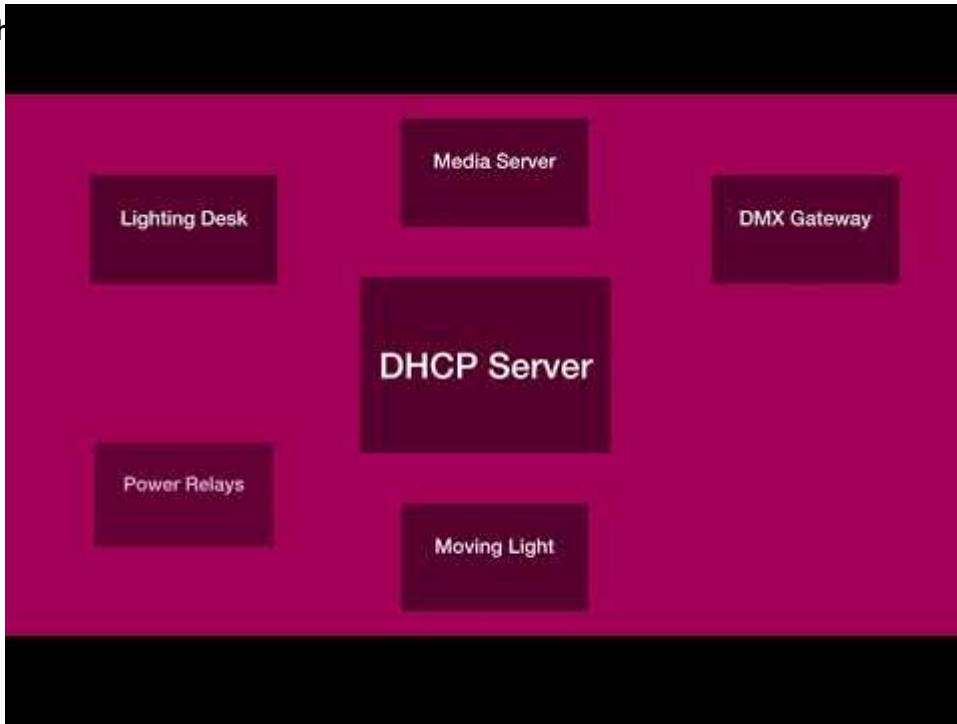 Media Server
Lighting Desk
DMX Gateway
DHCP Server
Power Relays
Moving Light